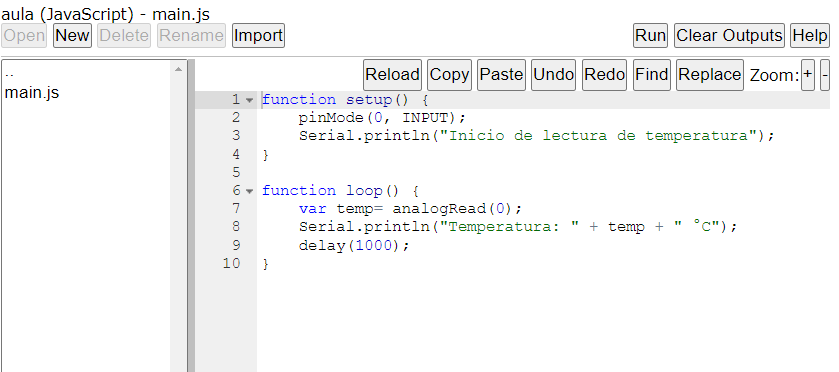 aula (JavaScript) - main.js
Open New Delete Rename Import Run Clear Outputs Help
..
main.js
Reload Copy Paste Undo Redo Find Replace Zoom: + -
1 function setup() {
2     pinMode(0, INPUT);
3     Serial.println("Inicio de lectura de temperatura");
4 }
5
6 function loop() {
7     var temp= analogRead(0);
8     Serial.println("Temperatura: " + temp + " °C");
9     delay(1000);
10 }